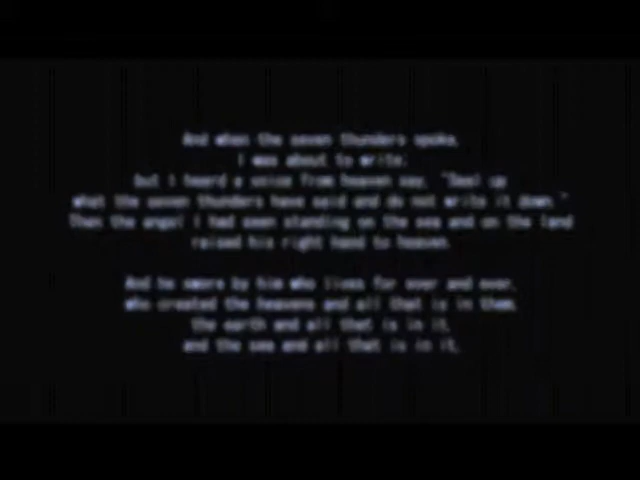 And when the seven thunders spoke,
I was about to write;
but I heard a voice from heaven say, "Seal up
what the seven thunders have said and do not write it down."
Then the angel I had seen standing on the sea and on the land
raised his right hand to heaven.
And he swore by him who lives for ever and ever,
who created the heavens and all that is in them,
the earth and all that is in it,
and the sea and all that is in it,